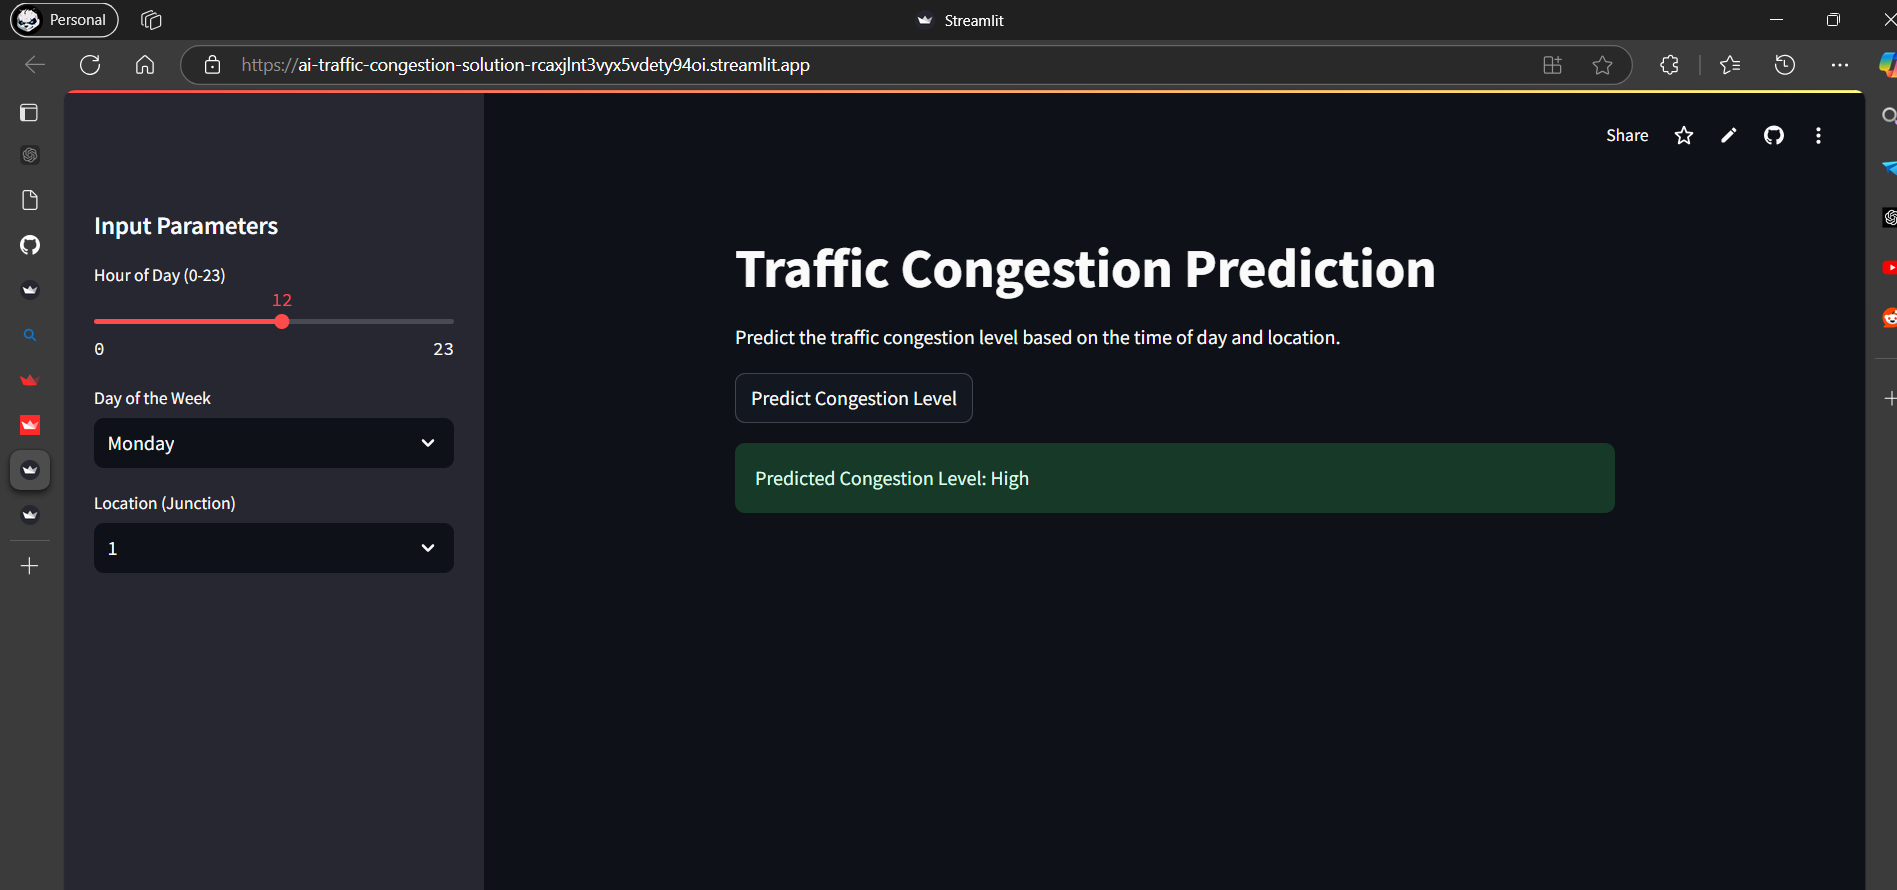 Personal
Streamlit
https://ai-traffic-congestion-solution-rcaxjlnt3vyx5vdety94oi.streamlit.app
Share
Input Parameters
Hour of Day (0-23)
12
0 23
Day of the Week
Monday
Location (Junction)
1
Traffic Congestion Prediction
Predict the traffic congestion level based on the time of day and location.
Predict Congestion Level
Predicted Congestion Level: High